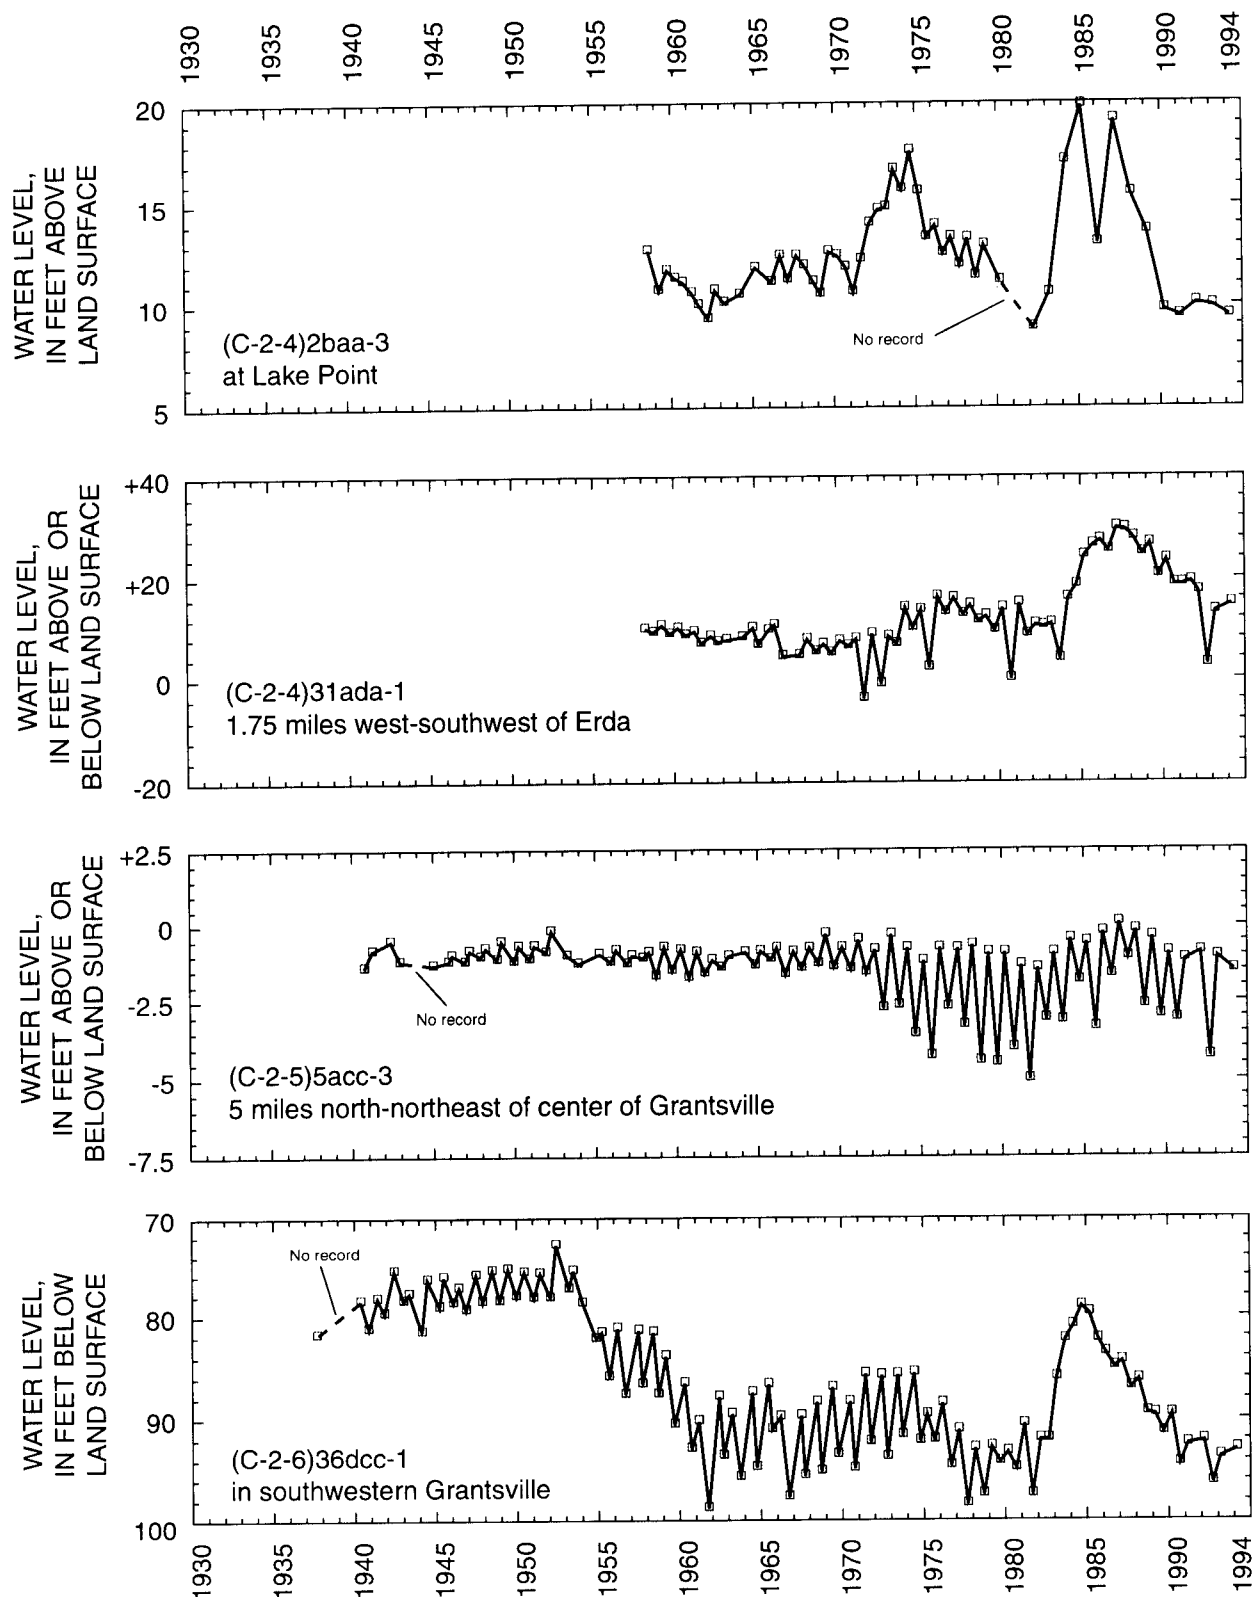 1930 1935 1940 1945 1950 1955 1960 1965 1970 1975 1980 1985 1990 1994
WATER LEVEL,
IN FEET ABOVE
LAND SURFACE
20
15
10
5
No record
(C-2-4)2baa-3
at Lake Point
WATER LEVEL,
IN FEET ABOVE OR
BELOW LAND SURFACE
+40
+20
0
-20
(C-2-4)31ada-1
1.75 miles west-southwest of Erda
WATER LEVEL,
IN FEET ABOVE OR
BELOW LAND SURFACE
+2.5
0
-2.5
-5
-7.5
No record
(C-2-5)5acc-3
5 miles north-northeast of center of Grantsville
WATER LEVEL,
IN FEET BELOW
LAND SURFACE
70
80
90
100
No record
(C-2-6)36dcc-1
in southwestern Grantsville
1930 1935 1940 1945 1950 1955 1960 1965 1970 1975 1980 1985 1990 1994